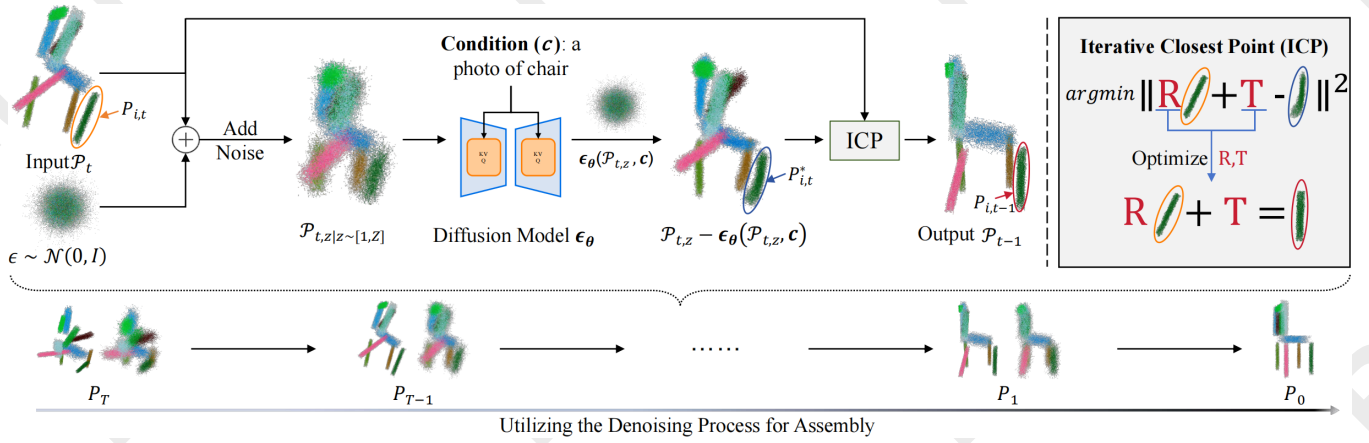 Condition (c): a
photo of chair
Iterative Closest Point (ICP)
argmin ‖R + T - ‖²
P_{i,t}
Add
Noise
KV
Q
KV
Q
ϵ_θ(𝒫_{t,z}, c)
ICP
Input 𝒫_t
P*_{i,t}
Optimize R,T
P_{i,t−1}
R + T =
𝒫_{t,z|z∼[1,Z]}
Diffusion Model ϵ_θ
𝒫_{t,z} − ϵ_θ(𝒫_{t,z}, c)
Output 𝒫_{t−1}
ϵ ∼ 𝒩(0, I)
······
P_T
P_{T−1}
P_1
P_0
Utilizing the Denoising Process for Assembly